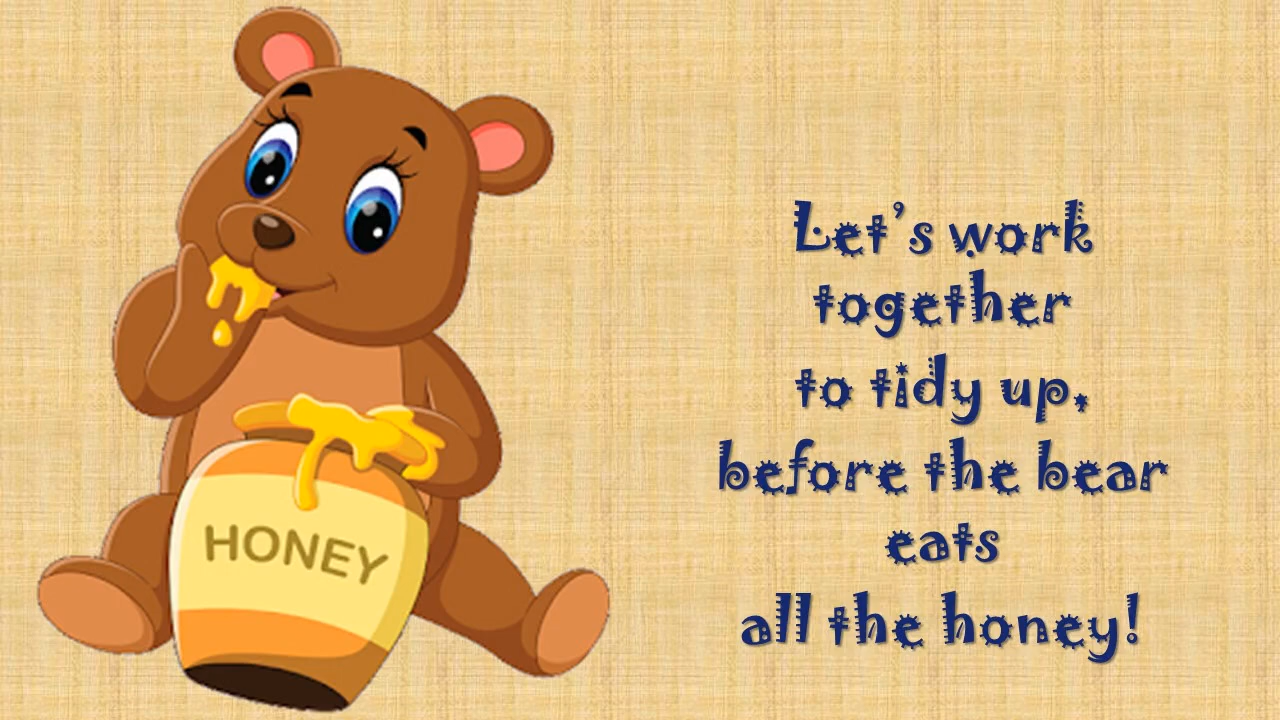 HONEY
Let's work
together
to tidy up,
before the bear
eats
all the honey!